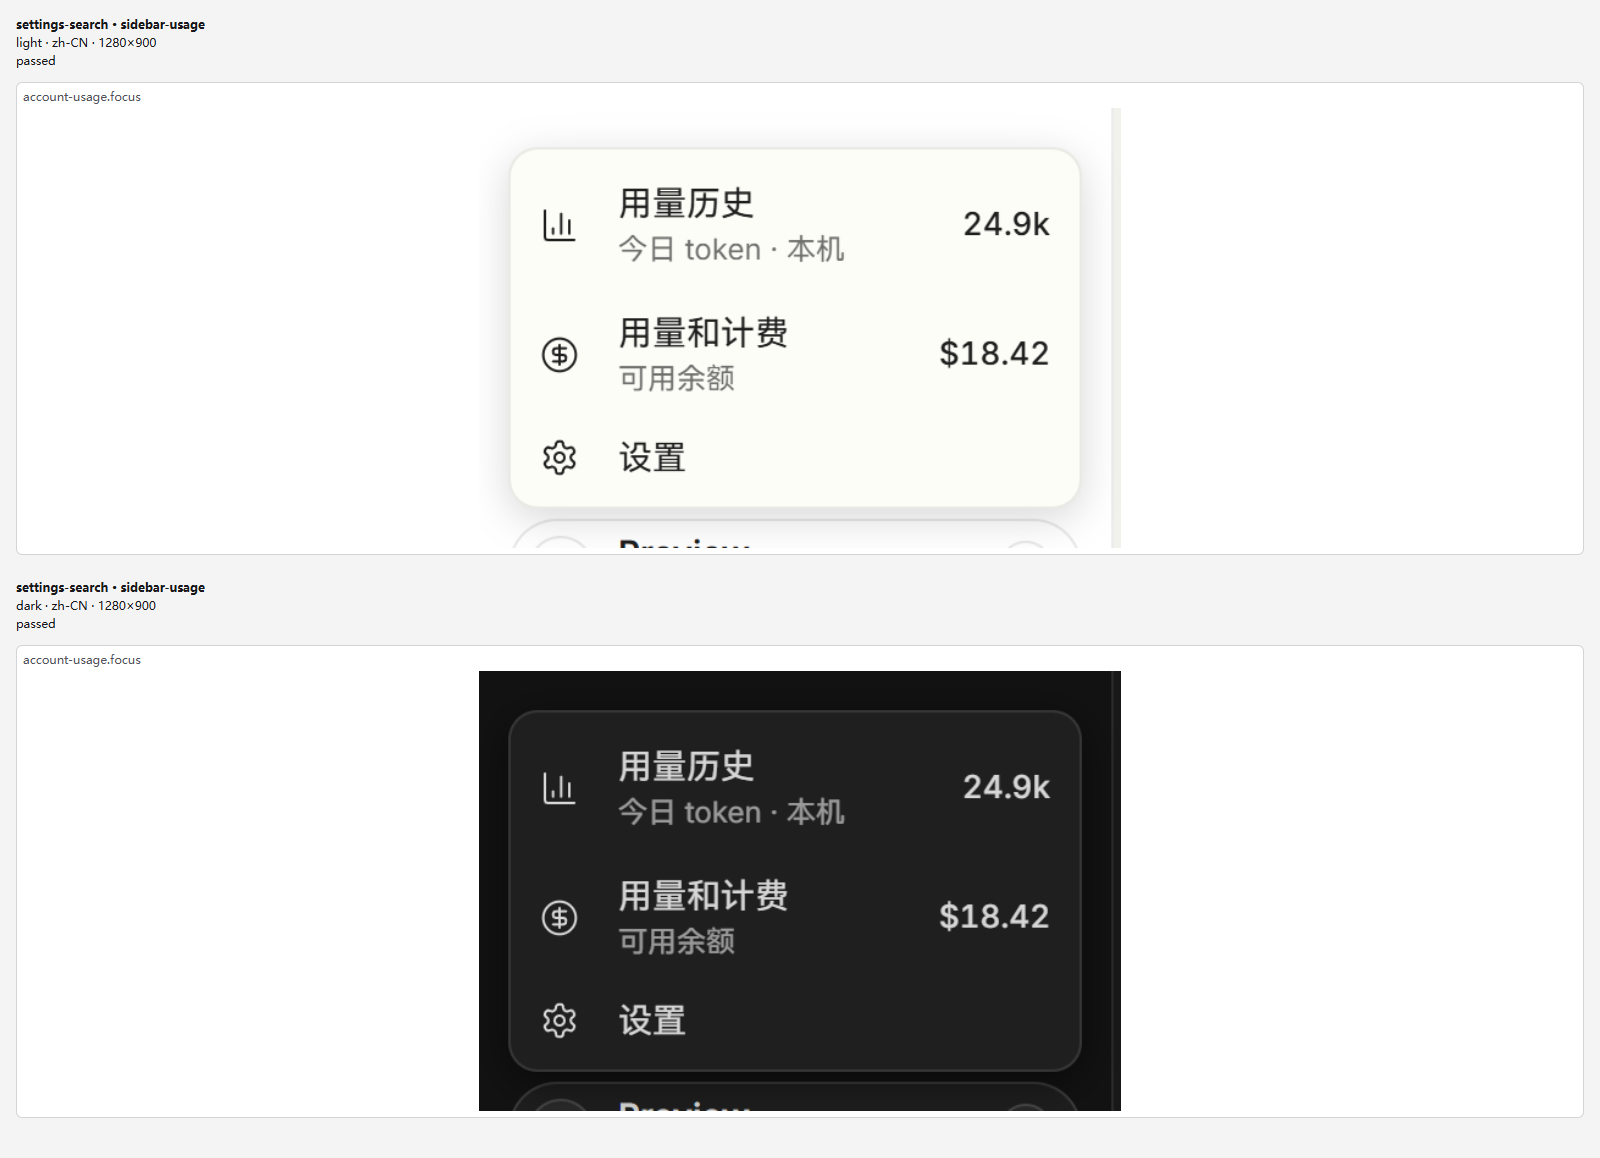 settings-search • sidebar-usage
light · zh-CN · 1280×900
passed
account-usage.focus
用量历史
24.9k
今日 token · 本机
用量和计费
$18.42
可用余额
设置
Preview
settings-search • sidebar-usage
dark · zh-CN · 1280×900
passed
account-usage.focus
用量历史
24.9k
今日 token · 本机
用量和计费
$18.42
可用余额
设置
Preview